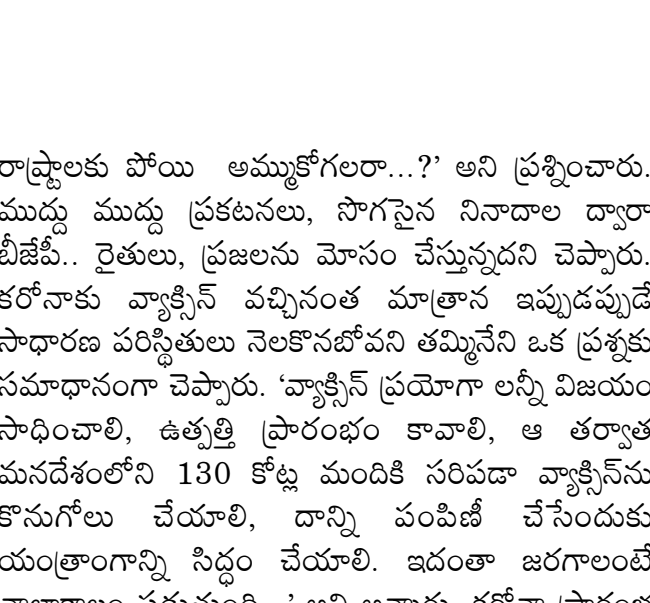 రాష్ట్రాలకు పోయి అమ్ముకోగలరా...?’ అని ప్రశ్నించారు.
ముద్దు ముద్దు ప్రకటనలు, సొగసైన నినాదాల ద్వారా
బీజేపీ.. రైతులు, ప్రజలను మోసం చేస్తున్నదని చెప్పారు.
కరోనాకు వ్యాక్సిన్ వచ్చినంత మాత్రాన ఇప్పుడప్పుడే
సాధారణ పరిస్థితులు నెలకొనబోవని తమ్మినేని ఒక ప్రశ్నకు
సమాధానంగా చెప్పారు. ‘వ్యాక్సిన్ ప్రయోగా లన్నీ విజయం
సాధించాలి, ఉత్పత్తి ప్రారంభం కావాలి, ఆ తర్వాత
మనదేశంలోని 130 కోట్ల మందికి సరిపడా వ్యాక్సిన్‌ను
కొనుగోలు చేయాలి, దాన్ని పంపిణీ చేసేందుకు
యంత్రాంగాన్ని సిద్ధం చేయాలి. ఇదంతా జరగాలంటే